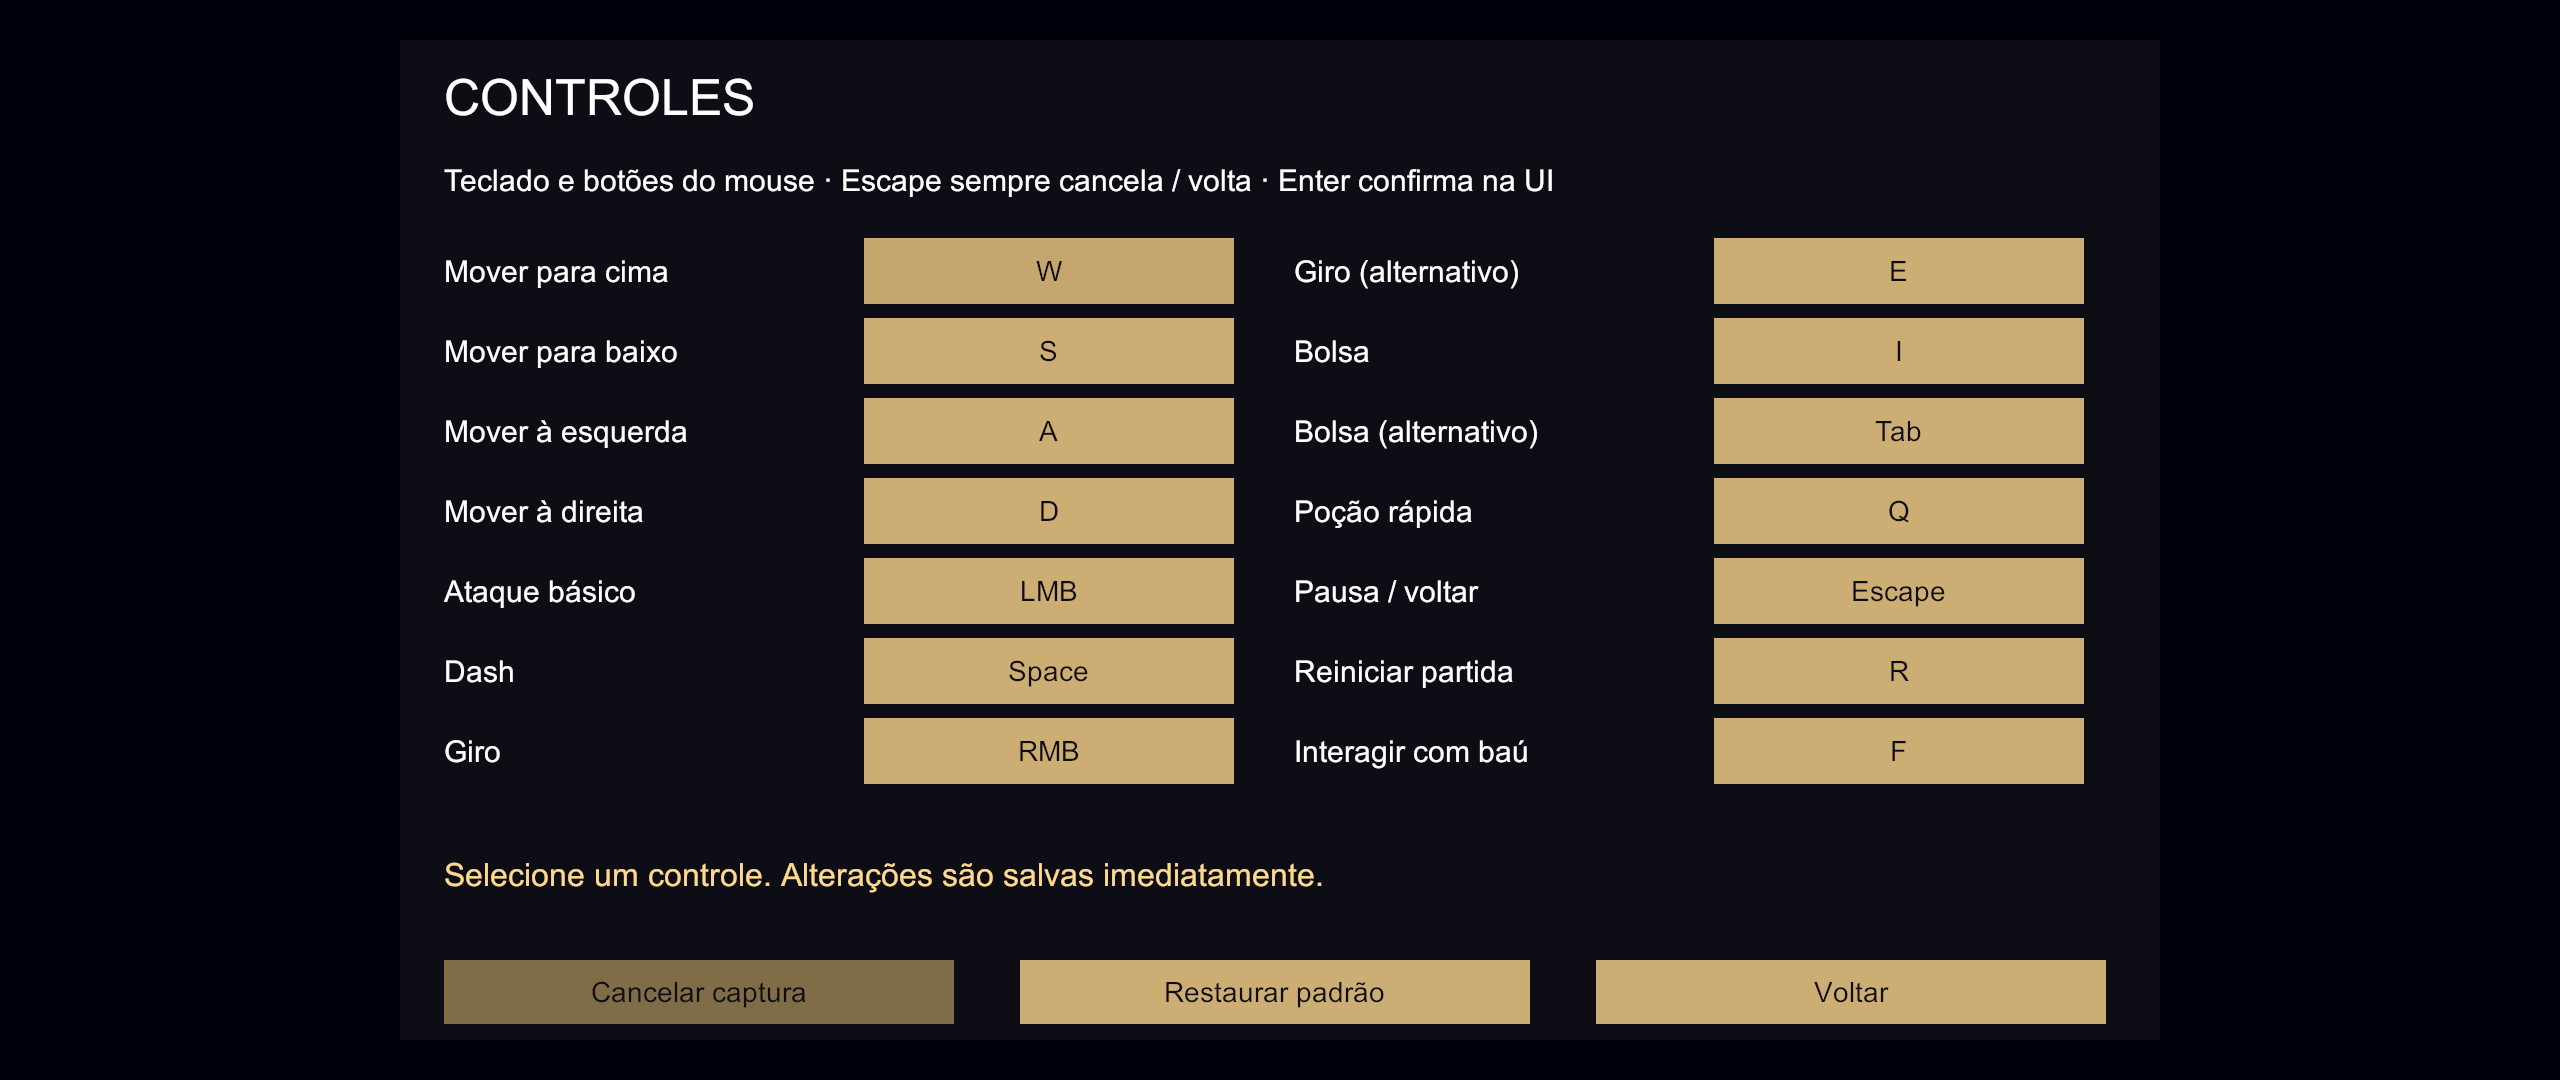 CONTROLES
Teclado e botões do mouse · Escape sempre cancela / volta · Enter confirma na UI
Mover para cima W
Mover para baixo S
Mover à esquerda A
Mover à direita D
Ataque básico LMB
Dash Space
Giro RMB
Giro (alternativo) E
Bolsa I
Bolsa (alternativo) Tab
Poção rápida Q
Pausa / voltar Escape
Reiniciar partida R
Interagir com baú F
Selecione um controle. Alterações são salvas imediatamente.
Cancelar captura
Restaurar padrão
Voltar